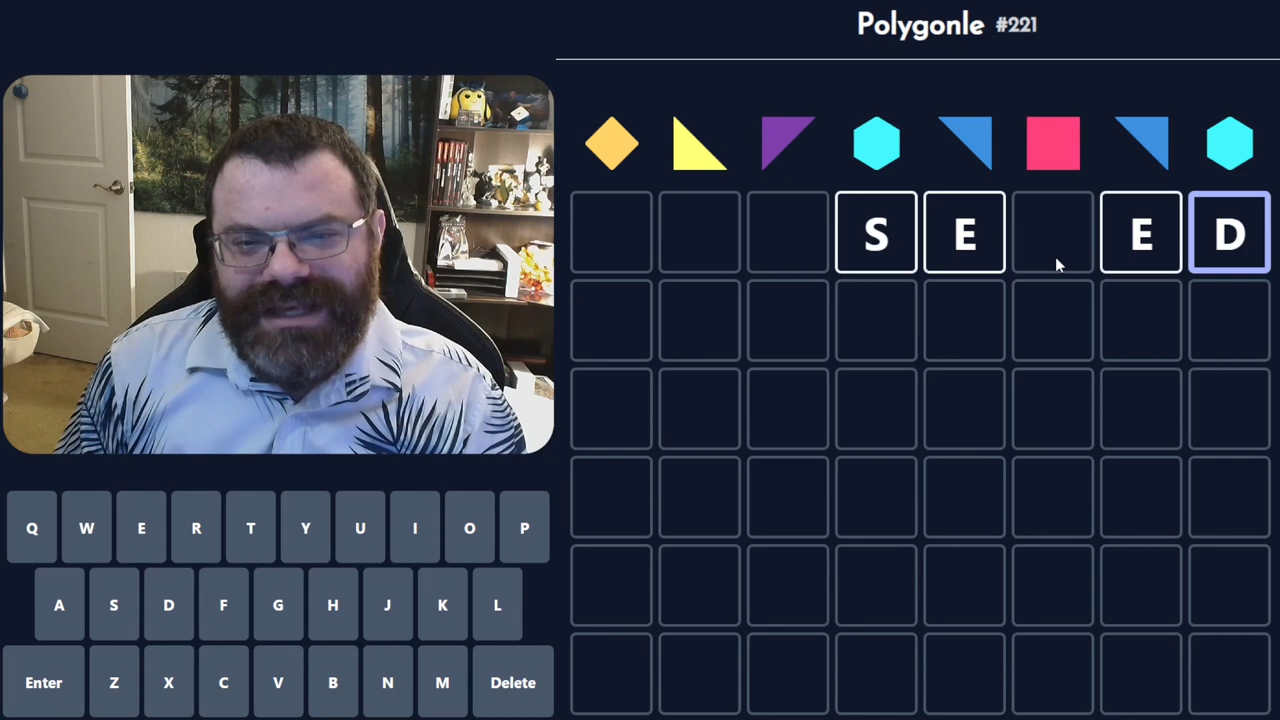 Polygonle #221
S E E D
Q W E R T Y U I O P
A S D F G H J K L
Enter Z X C V B N M Delete